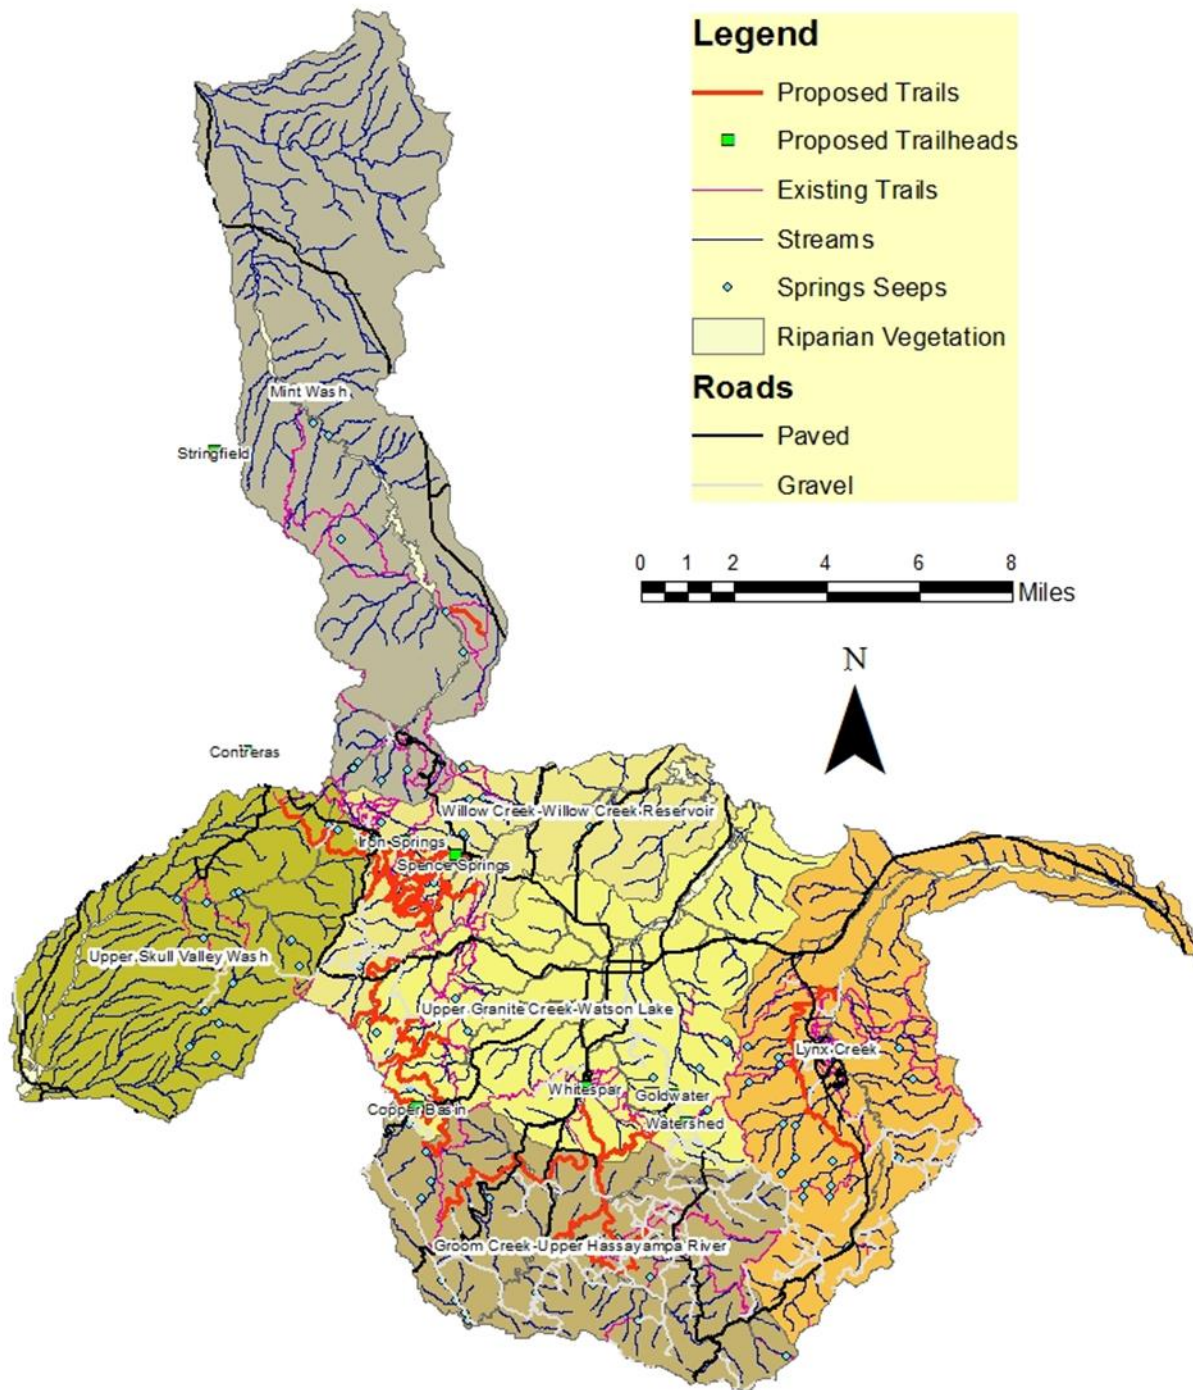 Legend
Proposed Trails
Proposed Trailheads
Existing Trails
Streams
Springs Seeps
Riparian Vegetation
Roads
Paved
Gravel
0 1 2 4 6 8
Miles
N
Mint Wash
Stringfield
Contreras
Willow Creek-Willow Creek Reservoir
Iron Springs
Spence Springs
Upper Skull Valley Wash
Upper Granite Creek-Watson Lake
Lynx Creek
Whitespar
Goldwater
Copper Basin
Watershed
Groom Creek-Upper Hassayampa River